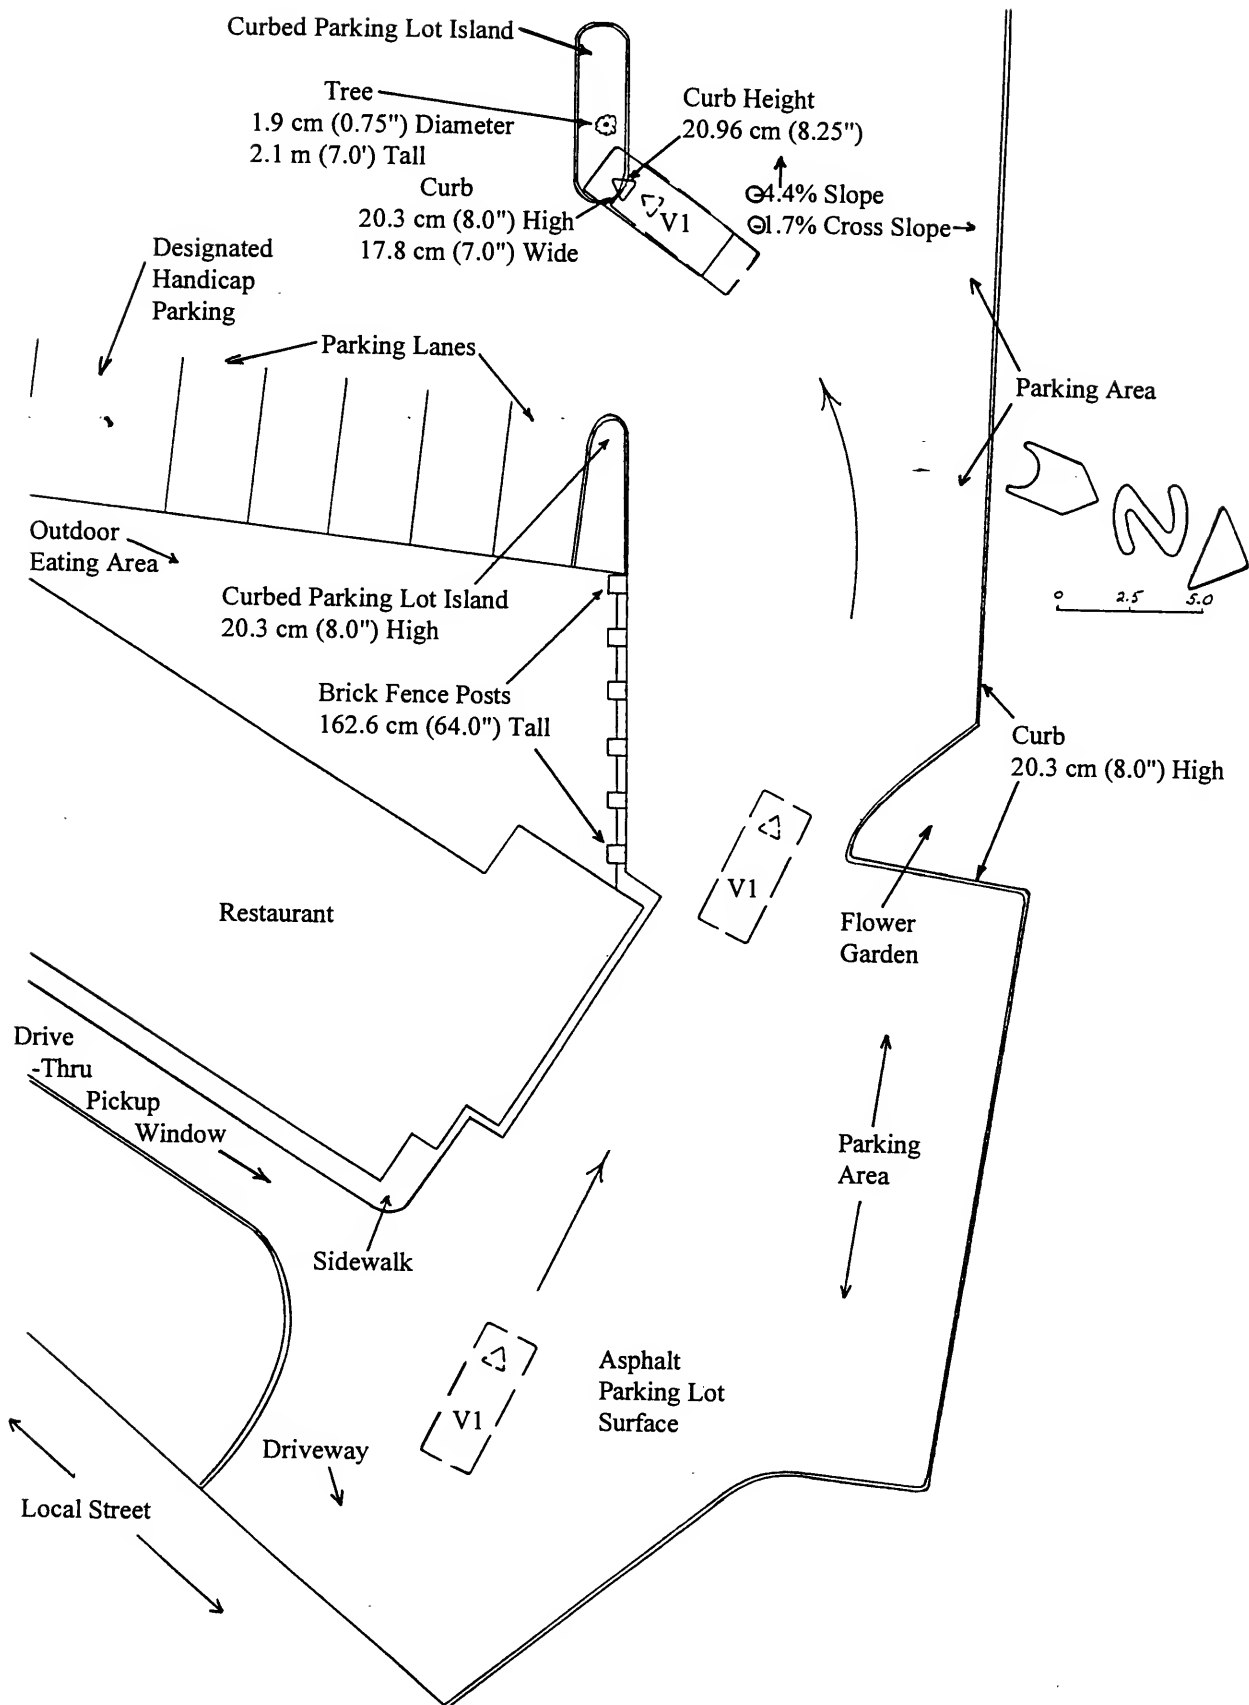 Curbed Parking Lot Island
Tree
1.9 cm (0.75") Diameter
2.1 m (7.0') Tall
Curb Height
20.96 cm (8.25")
Curb
20.3 cm (8.0") High
17.8 cm (7.0") Wide
V1
⊖4.4% Slope
⊖1.7% Cross Slope
Designated
Handicap
Parking
Parking Lanes
Parking Area
N
0 2.5 5.0
Outdoor
Eating Area
Curbed Parking Lot Island
20.3 cm (8.0") High
Brick Fence Posts
162.6 cm (64.0") Tall
Curb
20.3 cm (8.0") High
V1
Restaurant
Flower
Garden
Drive
-Thru
Pickup
Window
Parking
Area
Sidewalk
Asphalt
Parking Lot
Surface
V1
Driveway
Local Street